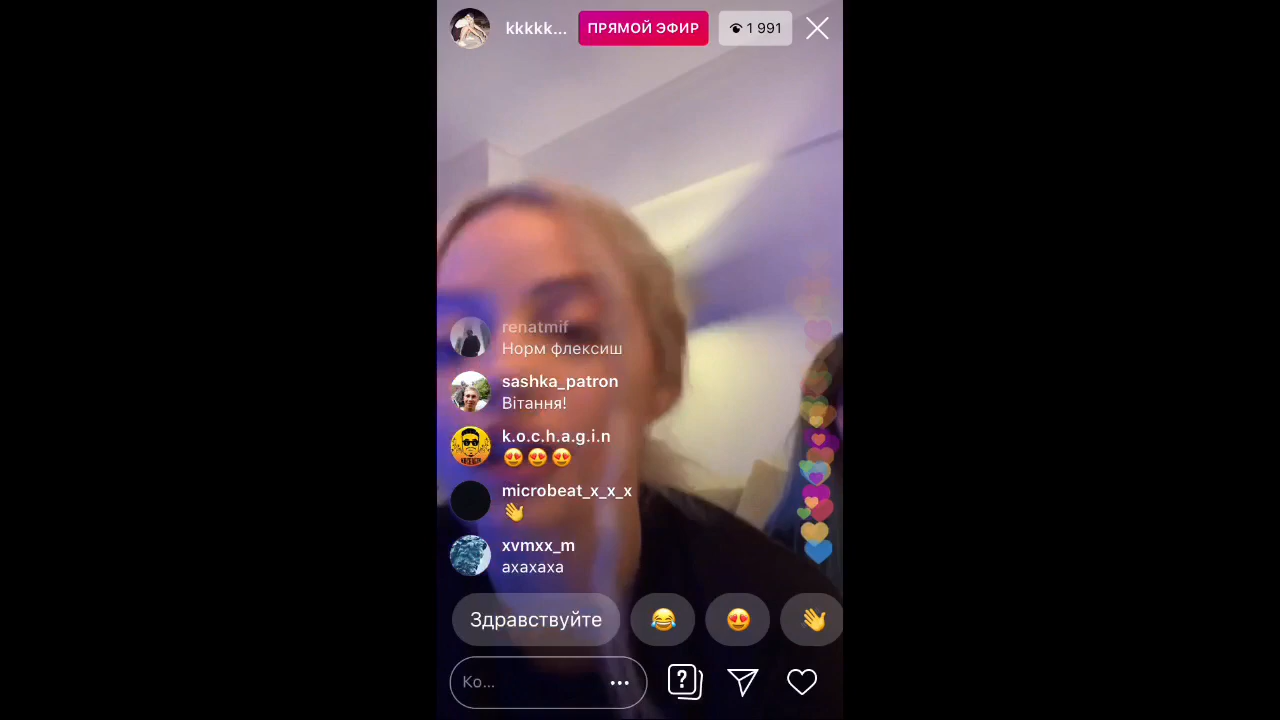 kkkkk...
ПРЯМОЙ ЭФИР
1 991
renatmif
Норм флексиш
sashka_patron
Вітання!
k.o.c.h.a.g.i.n
😍😍😍
microbeat_x_x_x
👋
xvmxx_m
ахахаха
Здравствуйте 😂 😍 👋
Ко...